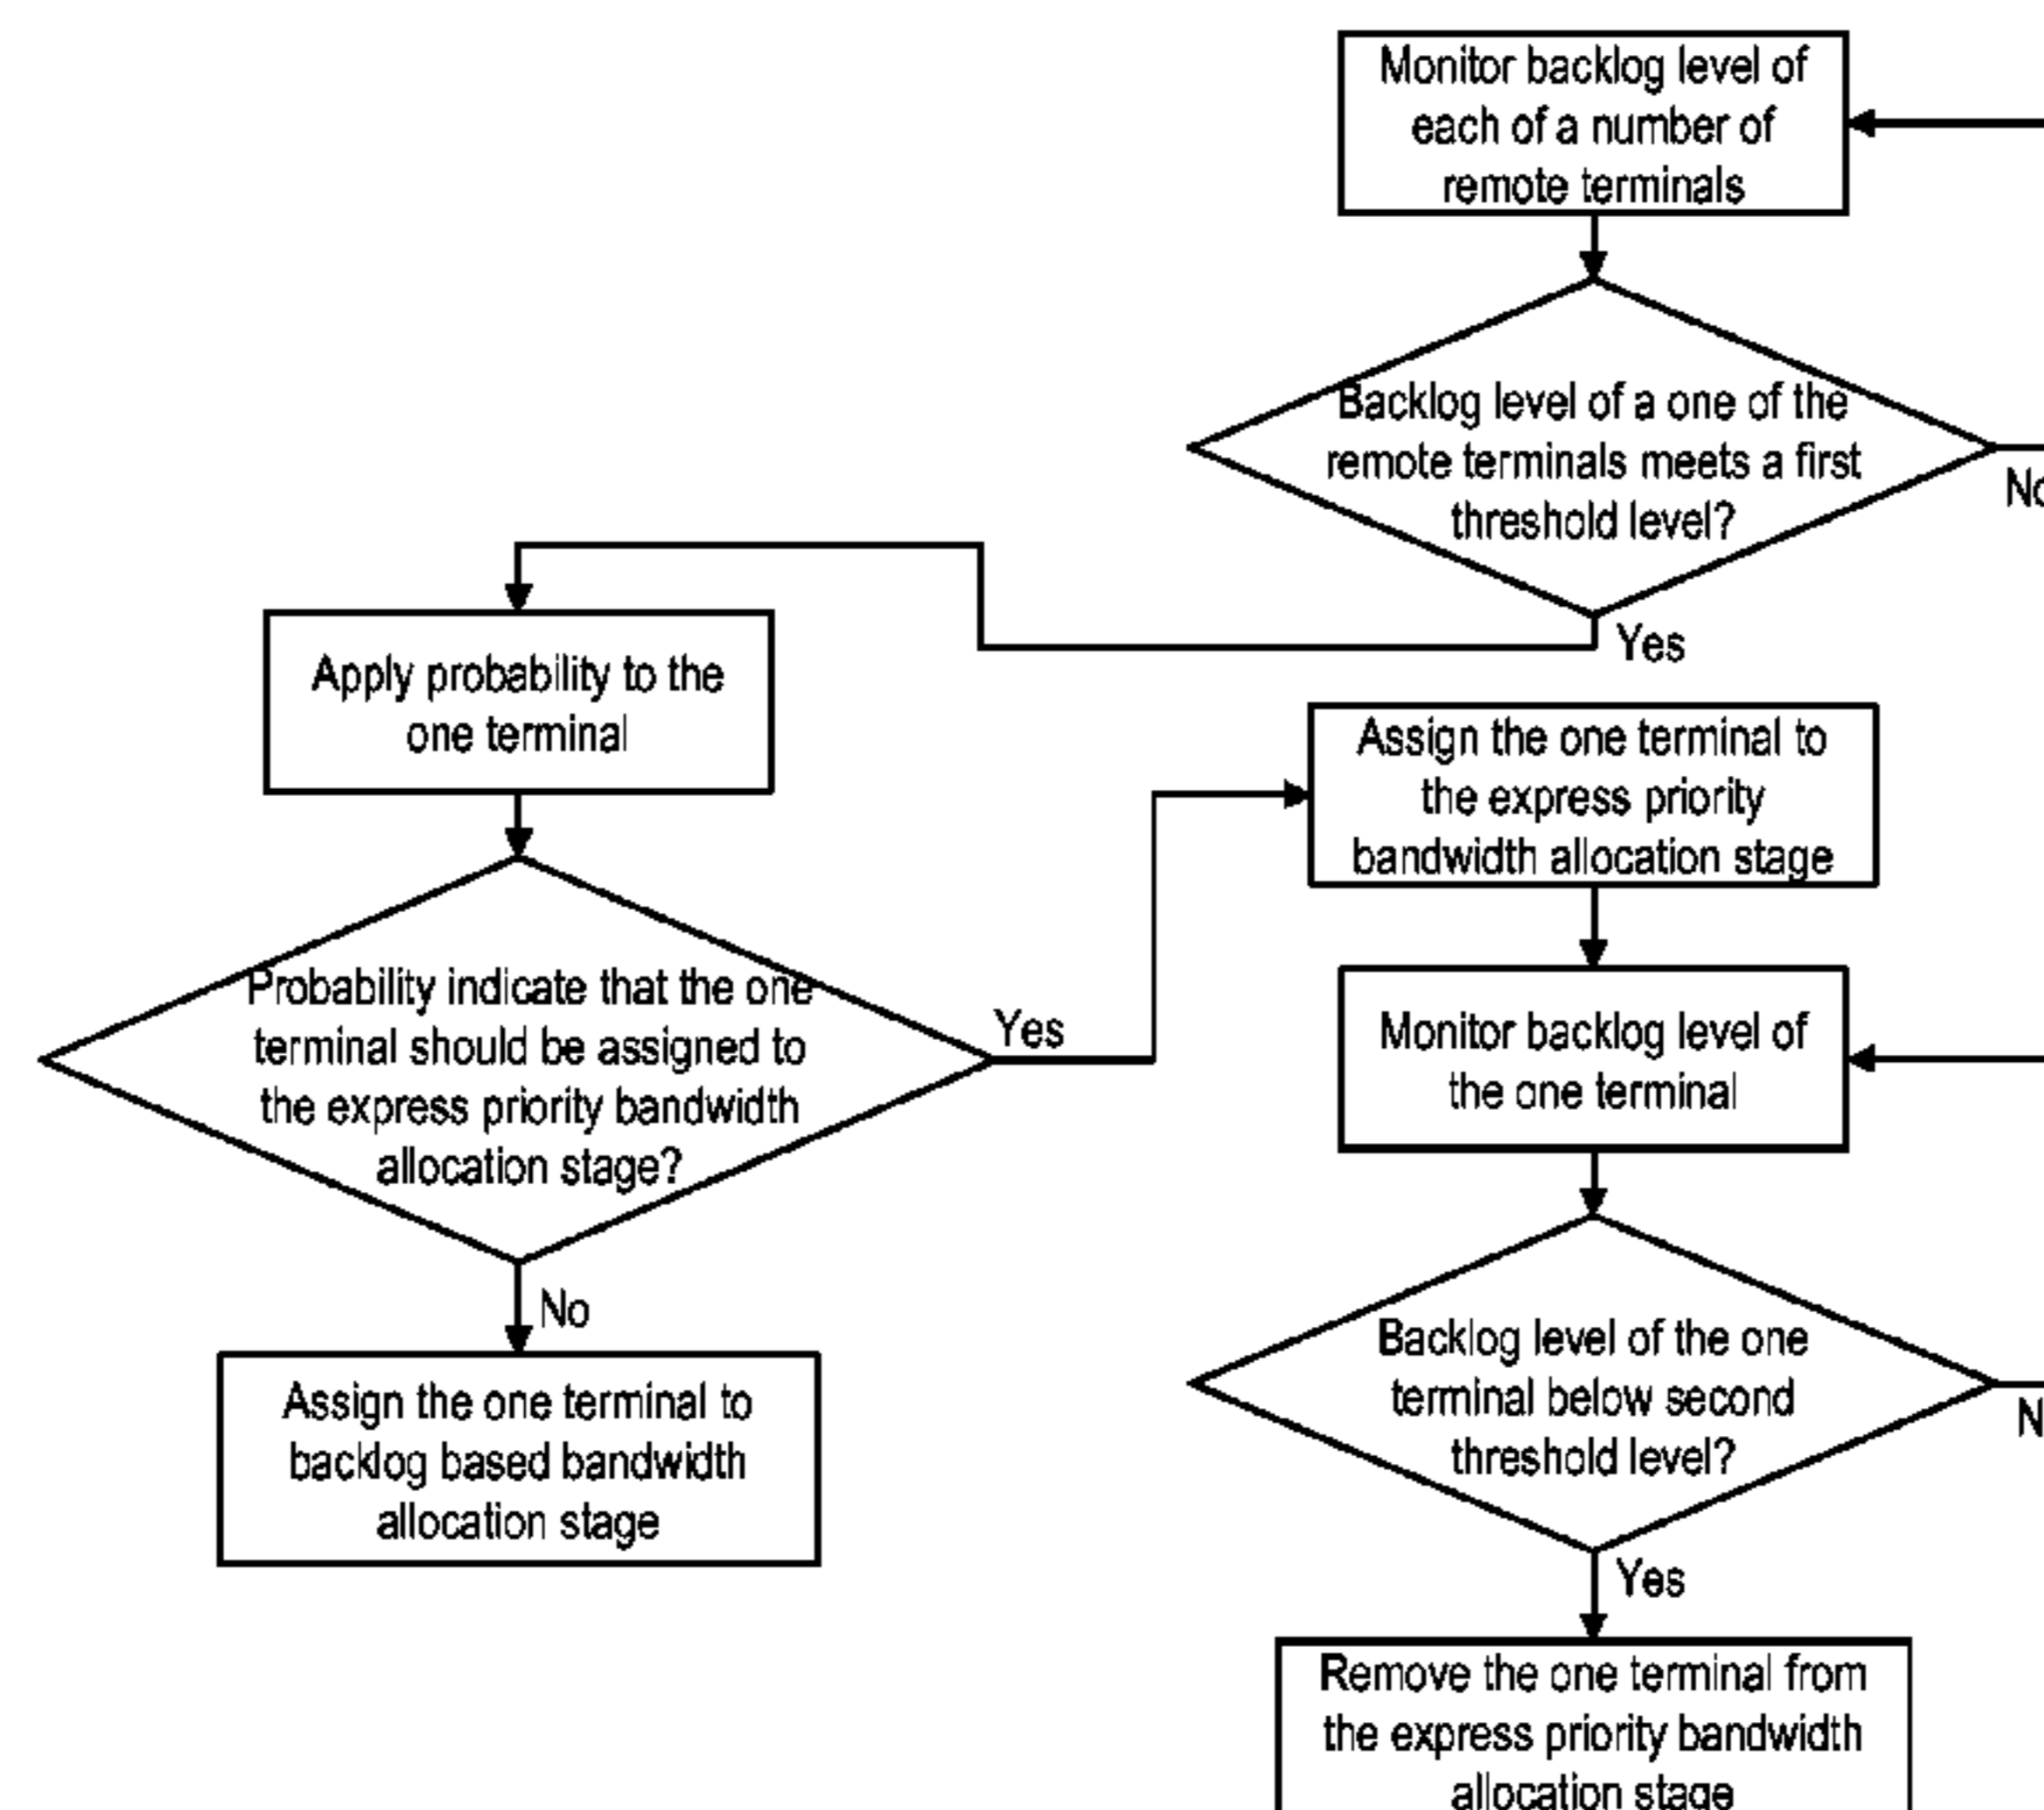 Monitor backlog level of
each of a number of
remote terminals
Backlog level of a one of the
remote terminals meets a first
threshold level?
No
Yes
Apply probability to the
one terminal
Probability indicate that the one
terminal should be assigned to
the express priority bandwidth
allocation stage?
Yes
No
Assign the one terminal to
backlog based bandwidth
allocation stage
Assign the one terminal to
the express priority
bandwidth allocation stage
Monitor backlog level of
the one terminal
Backlog level of the one
terminal below second
threshold level?
N
Yes
Remove the one terminal from
the express priority bandwidth
allocation stage